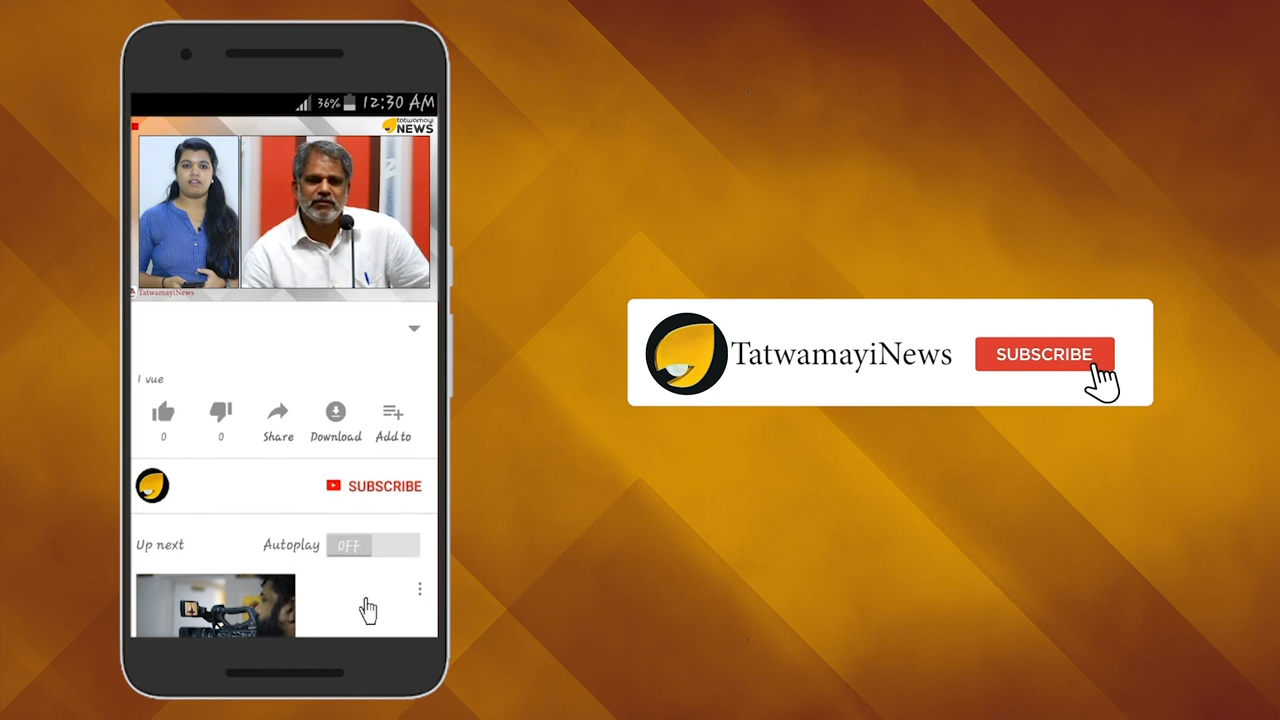 36% 12:30 AM
tatwamayi
NEWS
TatwamayiNews
1 vue
0 0 Share Download Add to
SUBSCRIBE
Up next Autoplay OFF
TatwamayiNews SUBSCRIBE